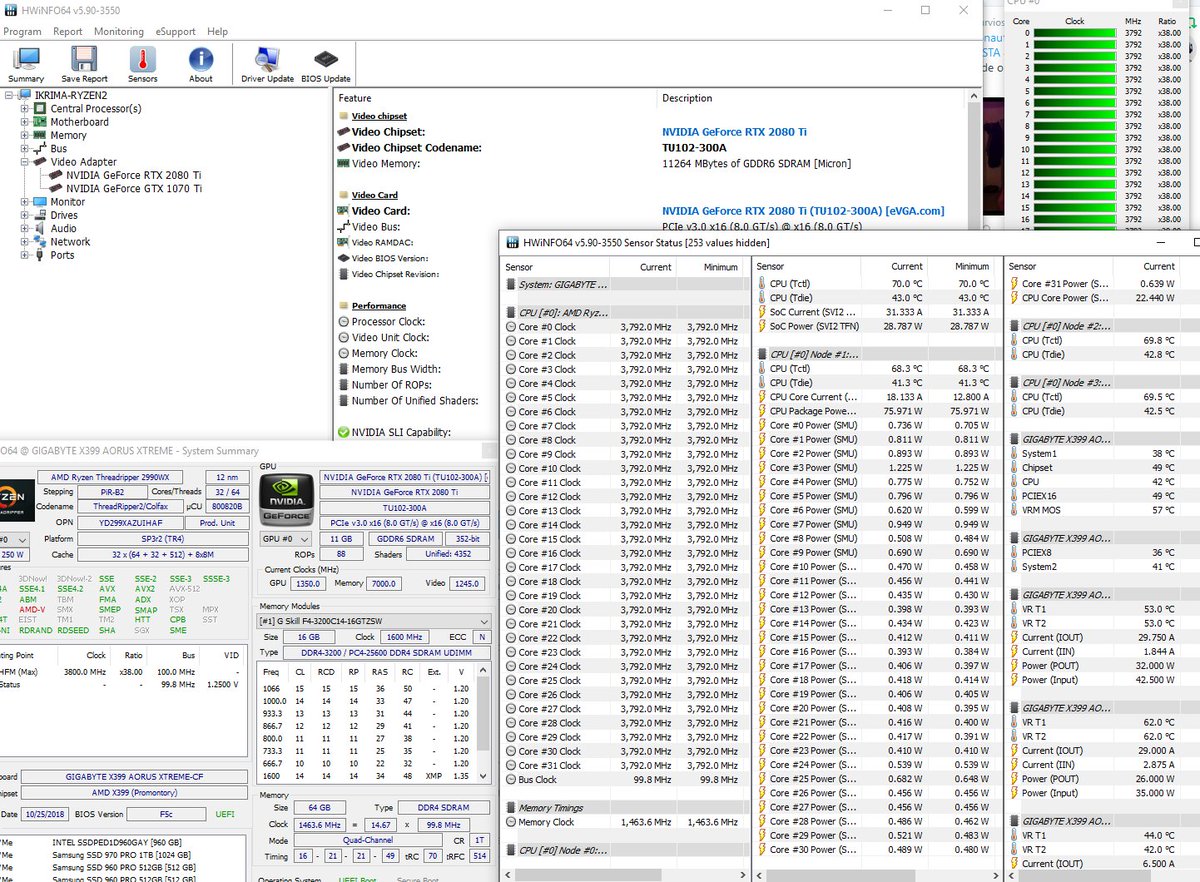 HWiNFO64 v5.90-3550
Program Report Monitoring eSupport Help
Summary Save Report Sensors About Driver Update BIOS Update
IKRIMA-RYZEN2
Central Processor(s)
Motherboard
Memory
Bus
Video Adapter
NVIDIA GeForce RTX 2080 Ti
NVIDIA GeForce GTX 1070 Ti
Monitor
Drives
Audio
Network
Ports
Feature Description
Video chipset
Video Chipset: NVIDIA GeForce RTX 2080 Ti
Video Chipset Codename: TU102-300A
Video Memory: 11264 MBytes of GDDR6 SDRAM [Micron]
Video Card
Video Card: NVIDIA GeForce RTX 2080 Ti (TU102-300A) [eVGA.com]
Video Bus: PCIe v3.0 x16 (8.0 GT/s) @ x16 (8.0 GT/s)
Video RAMDAC:
Video BIOS Version:
Video Chipset Revision:
Performance
Processor Clock:
Video Unit Clock:
Memory Clock:
Memory Bus Width:
Number Of ROPs:
Number Of Unified Shaders:
NVIDIA SLI Capability:
CPU #0
Core Clock MHz Ratio
0 3792 x38.00
1 3792 x38.00
2 3792 x38.00
3 3792 x38.00
4 3792 x38.00
5 3792 x38.00
6 3792 x38.00
7 3792 x38.00
8 3792 x38.00
9 3792 x38.00
10 3792 x38.00
11 3792 x38.00
12 3792 x38.00
13 3792 x38.00
14 3792 x38.00
15 3792 x38.00
16 3792 x38.00
HWiNFO64 v5.90-3550 Sensor Status [253 values hidden]
Sensor Current Minimum
System: GIGABYTE ...
CPU [#0]: AMD Ryz...
Core #0 Clock 3,792.0 MHz 3,792.0 MHz
Core #1 Clock 3,792.0 MHz 3,792.0 MHz
Core #2 Clock 3,792.0 MHz 3,792.0 MHz
Core #3 Clock 3,792.0 MHz 3,792.0 MHz
Core #4 Clock 3,792.0 MHz 3,792.0 MHz
Core #5 Clock 3,792.0 MHz 3,792.0 MHz
Core #6 Clock 3,792.0 MHz 3,792.0 MHz
Core #7 Clock 3,792.0 MHz 3,792.0 MHz
Core #8 Clock 3,792.0 MHz 3,792.0 MHz
Core #9 Clock 3,792.0 MHz 3,792.0 MHz
Core #10 Clock 3,792.0 MHz 3,792.0 MHz
Core #11 Clock 3,792.0 MHz 3,792.0 MHz
Core #12 Clock 3,792.0 MHz 3,792.0 MHz
Core #13 Clock 3,792.0 MHz 3,792.0 MHz
Core #14 Clock 3,792.0 MHz 3,792.0 MHz
Core #15 Clock 3,792.0 MHz 3,792.0 MHz
Core #16 Clock 3,792.0 MHz 3,792.0 MHz
Core #17 Clock 3,792.0 MHz 3,792.0 MHz
Core #18 Clock 3,792.0 MHz 3,792.0 MHz
Core #19 Clock 3,792.0 MHz 3,792.0 MHz
Core #20 Clock 3,792.0 MHz 3,792.0 MHz
Core #21 Clock 3,792.0 MHz 3,792.0 MHz
Core #22 Clock 3,792.0 MHz 3,792.0 MHz
Core #23 Clock 3,792.0 MHz 3,792.0 MHz
Core #24 Clock 3,792.0 MHz 3,792.0 MHz
Core #25 Clock 3,792.0 MHz 3,792.0 MHz
Core #26 Clock 3,792.0 MHz 3,792.0 MHz
Core #27 Clock 3,792.0 MHz 3,792.0 MHz
Core #28 Clock 3,792.0 MHz 3,792.0 MHz
Core #29 Clock 3,792.0 MHz 3,792.0 MHz
Core #30 Clock 3,792.0 MHz 3,792.0 MHz
Core #31 Clock 3,792.0 MHz 3,792.0 MHz
Bus Clock 99.8 MHz 99.8 MHz
Memory Timings
Memory Clock 1,463.6 MHz 1,463.6 MHz
CPU [#0] Node #0:...
Sensor Current Minimum
CPU (Tctl) 70.0 °C 70.0 °C
CPU (Tdie) 43.0 °C 43.0 °C
SoC Current (SVI2 ... 31.333 A 31.333 A
SoC Power (SVI2 TFN) 28.787 W 28.787 W
CPU [#0] Node #1:...
CPU (Tctl) 68.3 °C 68.3 °C
CPU (Tdie) 41.3 °C 41.3 °C
CPU Core Current (... 18.133 A 12.800 A
CPU Package Powe... 75.971 W 75.971 W
Core #0 Power (SMU) 0.736 W 0.705 W
Core #1 Power (SMU) 0.811 W 0.811 W
Core #2 Power (SMU) 0.893 W 0.893 W
Core #3 Power (SMU) 1.225 W 1.225 W
Core #4 Power (SMU) 0.775 W 0.752 W
Core #5 Power (SMU) 0.796 W 0.796 W
Core #6 Power (SMU) 0.620 W 0.599 W
Core #7 Power (SMU) 0.949 W 0.949 W
Core #8 Power (SMU) 0.508 W 0.484 W
Core #9 Power (SMU) 0.690 W 0.690 W
Core #10 Power (S... 0.470 W 0.458 W
Core #11 Power (S... 0.456 W 0.441 W
Core #12 Power (S... 0.435 W 0.430 W
Core #13 Power (S... 0.398 W 0.393 W
Core #14 Power (S... 0.434 W 0.423 W
Core #15 Power (S... 0.412 W 0.411 W
Core #16 Power (S... 0.393 W 0.384 W
Core #17 Power (S... 0.406 W 0.397 W
Core #18 Power (S... 0.418 W 0.414 W
Core #19 Power (S... 0.406 W 0.405 W
Core #20 Power (S... 0.408 W 0.395 W
Core #21 Power (S... 0.416 W 0.400 W
Core #22 Power (S... 0.417 W 0.400 W
Core #23 Power (S... 0.410 W 0.410 W
Core #24 Power (S... 0.539 W 0.539 W
Core #25 Power (S... 0.682 W 0.648 W
Core #26 Power (S... 0.456 W 0.456 W
Core #27 Power (S... 0.456 W 0.456 W
Core #28 Power (S... 0.486 W 0.462 W
Core #29 Power (S... 0.521 W 0.483 W
Core #30 Power (S... 0.489 W 0.480 W
Sensor Current
Core #31 Power (S... 0.639 W
CPU Core Power (S... 22.440 W
CPU [#0] Node #2:...
CPU (Tctl) 69.8 °C
CPU (Tdie) 42.8 °C
CPU [#0] Node #3:...
CPU (Tctl) 69.5 °C
CPU (Tdie) 42.5 °C
GIGABYTE X399 AO...
System1 38 °C
Chipset 49 °C
CPU 42 °C
PCIEX16 49 °C
VRM MOS 57 °C
GIGABYTE X399 AO...
PCIEX8 36 °C
System2 41 °C
GIGABYTE X399 AO...
VR T1 53.0 °C
VR T2 53.0 °C
Current (IOUT) 29.750 A
Current (IIN) 1.844 A
Power (POUT) 32.000 W
Power (Input) 42.500 W
GIGABYTE X399 AO...
VR T1 62.0 °C
VR T2 62.0 °C
Current (IOUT) 29.000 A
Current (IIN) 2.875 A
Power (POUT) 26.000 W
Power (Input) 35.000 W
GIGABYTE X399 AO...
VR T1 44.0 °C
VR T2 42.0 °C
Current (IOUT) 6.500 A
FO64 @ GIGABYTE X399 AORUS XTREME - System Summary
AMD Ryzen Threadripper 2990WX 12 nm
Stepping PiR-B2 Cores/Threads 32 / 64
Codename ThreadRipper2/Colfax µCU 800820B
OPN YD299XAZUIHAF Prod. Unit
#0 Platform SP3r2 (TR4)
250 W Cache 32 x (64 + 32 + 512) + 8x8M
3DNow! 3DNow!-2 SSE SSE-2 SSE-3 SSSE-3
SSE4.1 SSE4.2 AVX AVX2 AVX-512
ABM TBM FMA ADX XOP
AMD-V SMX SMEP SMAP TSX MPX
EIST TM1 TM2 HTT CPB SST
RDRAND RDSEED SHA SGX SME
Clock Ratio Bus VID
HFM (Max) 3800.0 MHz x38.00 100.0 MHz -
Status - - 99.8 MHz 1.2500 V
GIGABYTE X399 AORUS XTREME-CF
AMD X399 (Promontory)
Date 10/25/2018 BIOS Version F5c UEFI
INTEL SSDPED1D960GAY [960 GB]
Samsung SSD 970 PRO 1TB [1024 GB]
Samsung SSD 960 PRO 512GB [512 GB]
Samsung SSD 960 PRO 512GB [512 GB]
GPU
NVIDIA GeForce RTX 2080 Ti (TU102-300A) [
NVIDIA GeForce RTX 2080 Ti
TU102-300A
PCIe v3.0 x16 (8.0 GT/s) @ x16 (8.0 GT/s)
NVIDIA GEFORCE
GPU #0 11 GB GDDR6 SDRAM 352-bit
ROPs 88 Shaders Unified: 4352
Current Clocks (MHz)
GPU 1350.0 Memory 7000.0 Video 1245.0
Memory Modules
[#1] G Skill F4-3200C14-16GTZSW
Size 16 GB Clock 1600 MHz ECC N
Type DDR4-3200 / PC4-25600 DDR4 SDRAM UDIMM
Freq CL RCD RP RAS RC Ext. V
1066 15 15 15 36 50 - 1.20
1000.0 14 14 14 33 47 - 1.20
933.3 13 13 13 31 44 - 1.20
866.7 12 12 12 29 41 - 1.20
800.0 11 11 11 27 38 - 1.20
733.3 11 11 11 25 35 - 1.20
666.7 10 10 10 22 32 - 1.20
1600 14 14 14 34 48 XMP 1.35
Memory
Size 64 GB Type DDR4 SDRAM
Clock 1463.6 MHz = 14.67 x 99.8 MHz
Mode Quad-Channel CR 1T
Timing 16 - 21 - 21 - 49 tRC 70 tRFC 514
Operating System UEFI Boot Secure Boot